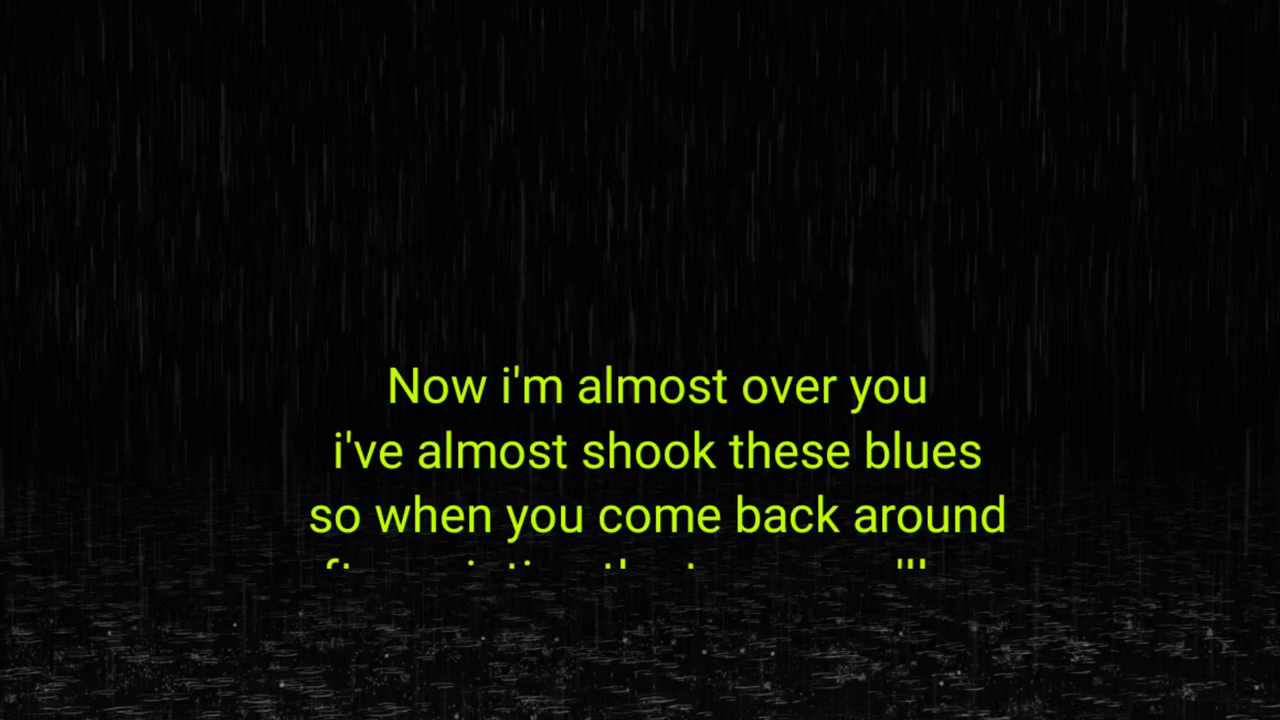 Now i'm almost over you
i've almost shook these blues
so when you come back around